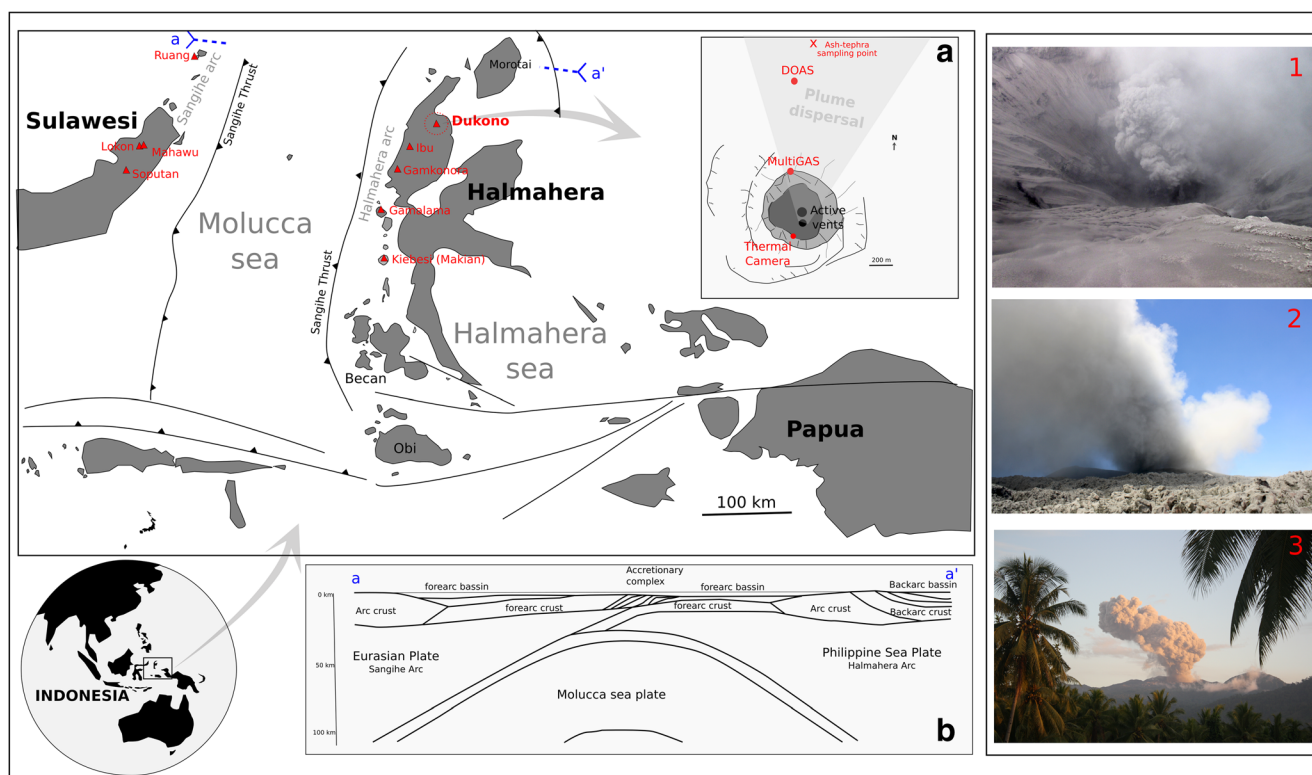 a
Ruang
Sangihe arc
Sangihe Thrust
Sulawesi
Lokon
Mahawu
Soputan
Molucca
sea
Morotai
a'
Dukono
Ibu
Halmahera arc
Gamkonora
Halmahera
Gamalama
Kiebesi (Makian)
Sangihe Thrust
Halmahera
sea
Becan
Obi
Papua
100 km
a
x
Ash-tephra
sampling point
DOAS
Plume
dispersal
N
MultiGAS
Active
vents
Thermal
Camera
200 m
INDONESIA
a
a'
Accretionary
complex
forearc bassin
forearc bassin
Backarc bassin
0 km
Arc crust
forearc crust
forearc crust
Arc crust
Backarc crust
Eurasian Plate
Sangihe Arc
Philippine Sea Plate
Halmahera Arc
50 km
Molucca sea plate
100 km
b
1
2
3